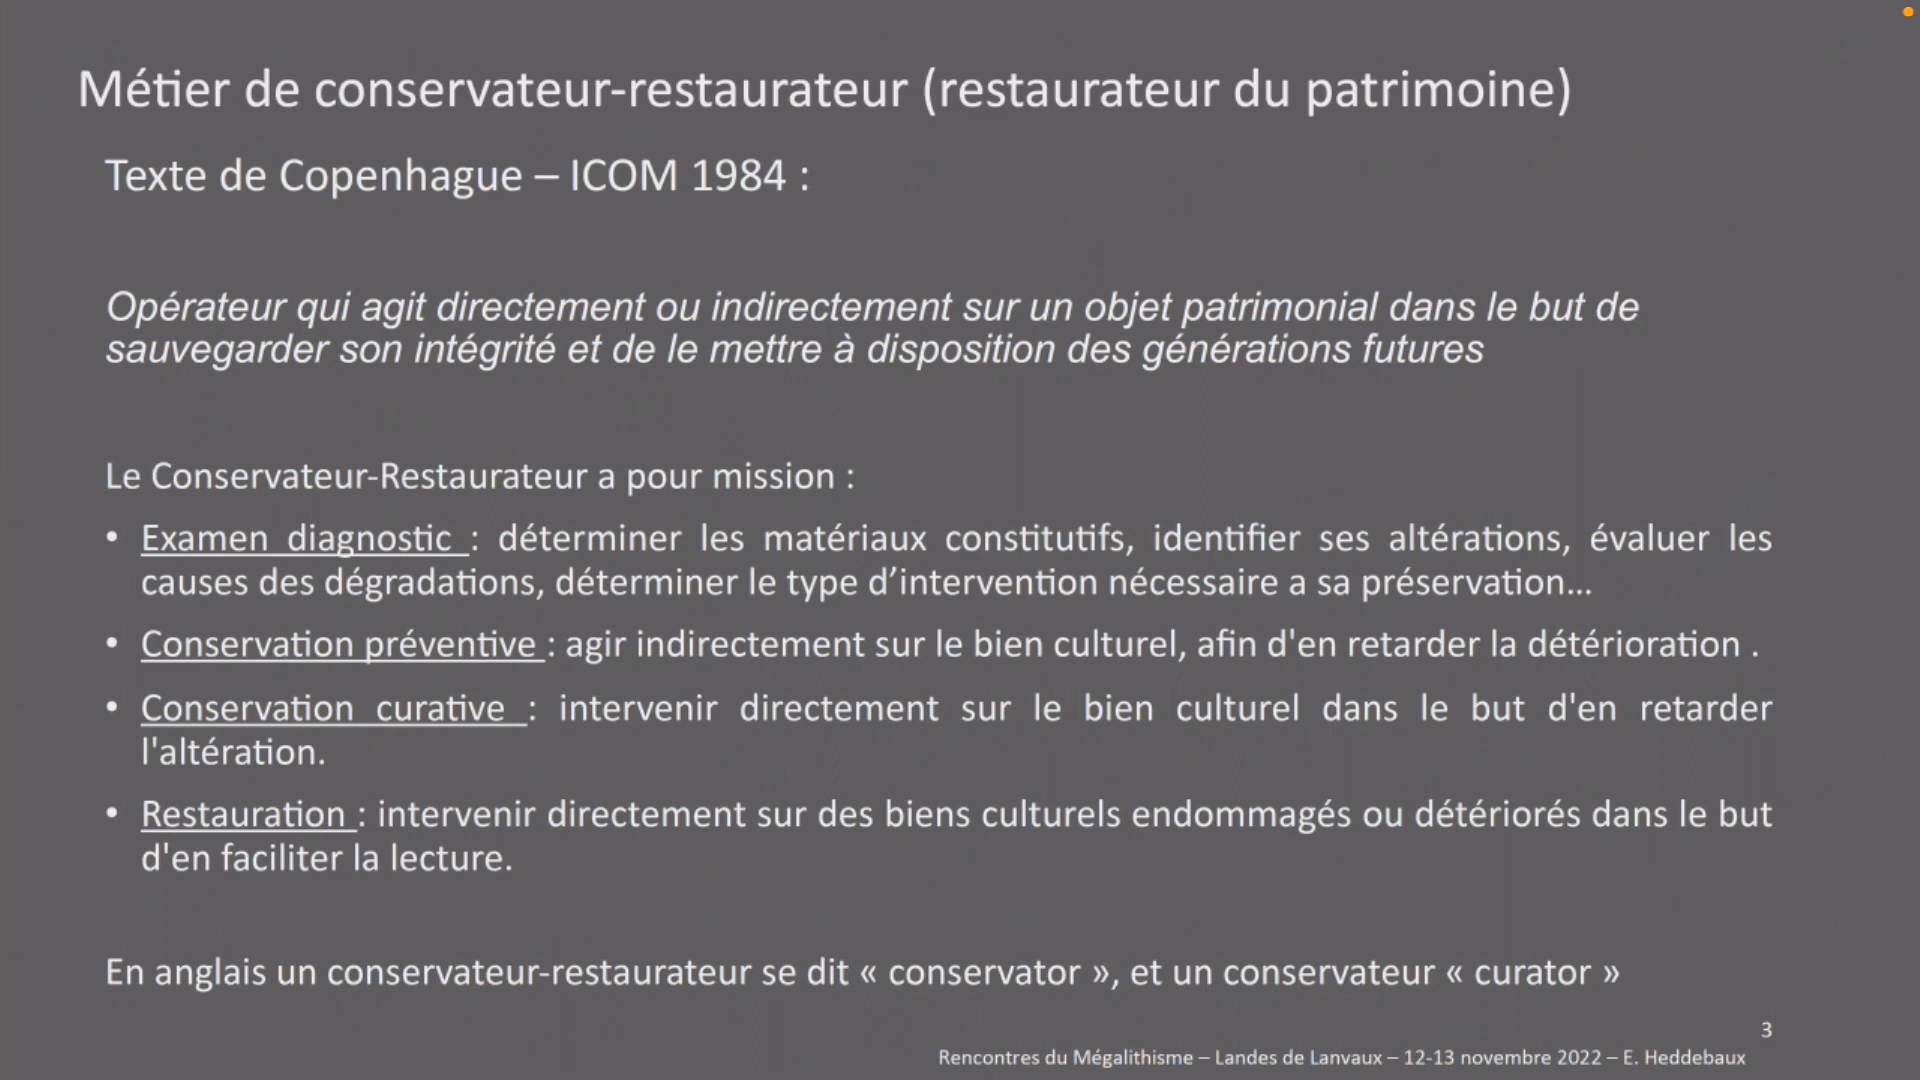 Métier de conservateur-restaurateur (restaurateur du patrimoine)
Texte de Copenhague – ICOM 1984 :
Opérateur qui agit directement ou indirectement sur un objet patrimonial dans le but de
sauvegarder son intégrité et de le mettre à disposition des générations futures
Le Conservateur-Restaurateur a pour mission :
• Examen diagnostic : déterminer les matériaux constitutifs, identifier ses altérations, évaluer les
causes des dégradations, déterminer le type d’intervention nécessaire a sa préservation…
• Conservation préventive : agir indirectement sur le bien culturel, afin d'en retarder la détérioration .
• Conservation curative : intervenir directement sur le bien culturel dans le but d'en retarder
l'altération.
• Restauration : intervenir directement sur des biens culturels endommagés ou détériorés dans le but
d'en faciliter la lecture.
En anglais un conservateur-restaurateur se dit « conservator », et un conservateur « curator »
3
Rencontres du Mégalithisme – Landes de Lanvaux – 12-13 novembre 2022 – E. Heddebaux